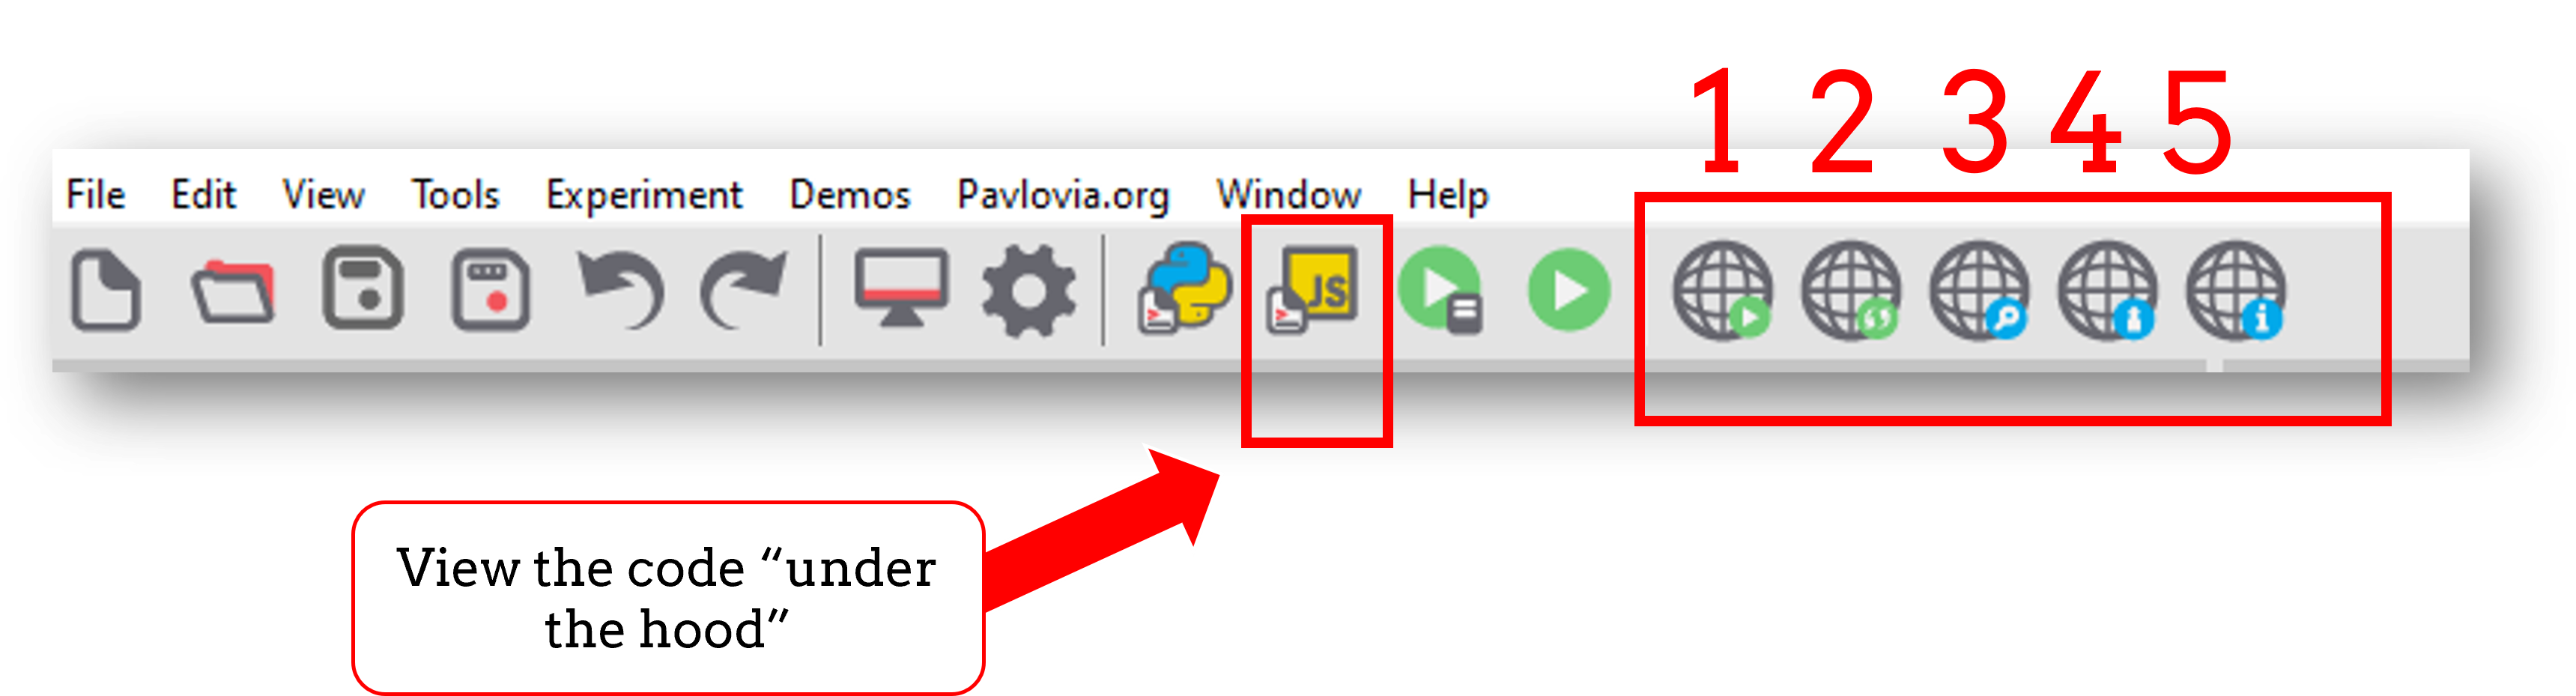 1 2 3 4 5
File Edit View Tools Experiment Demos Pavlovia.org Window Help
JS
View the code “under
the hood”